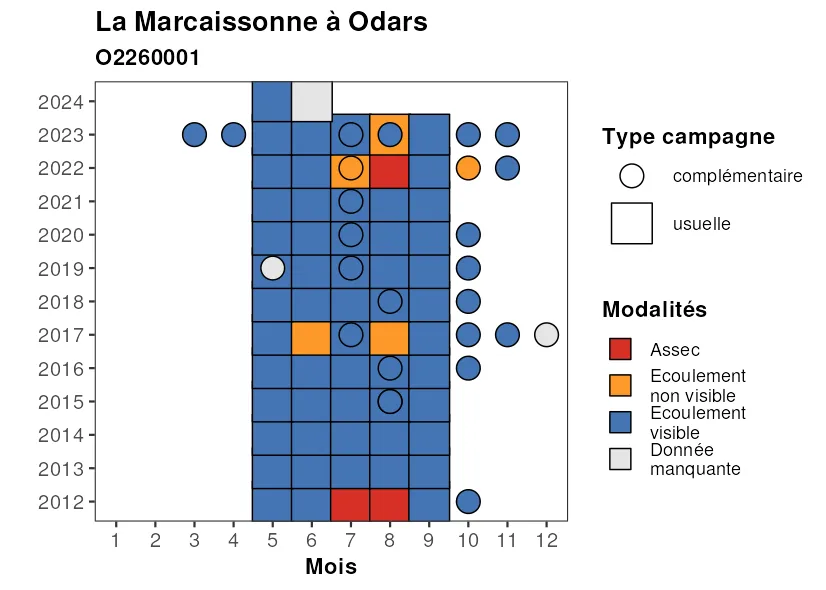 La Marcaissonne à Odars
O2260001
2024
2023
2022
2021
2020
2019
2018
2017
2016
2015
2014
2013
2012
1 2 3 4 5 6 7 8 9 10 11 12
Mois
Type campagne
complémentaire
usuelle
Modalités
Assec
Ecoulement
non visible
Ecoulement
visible
Donnée
manquante